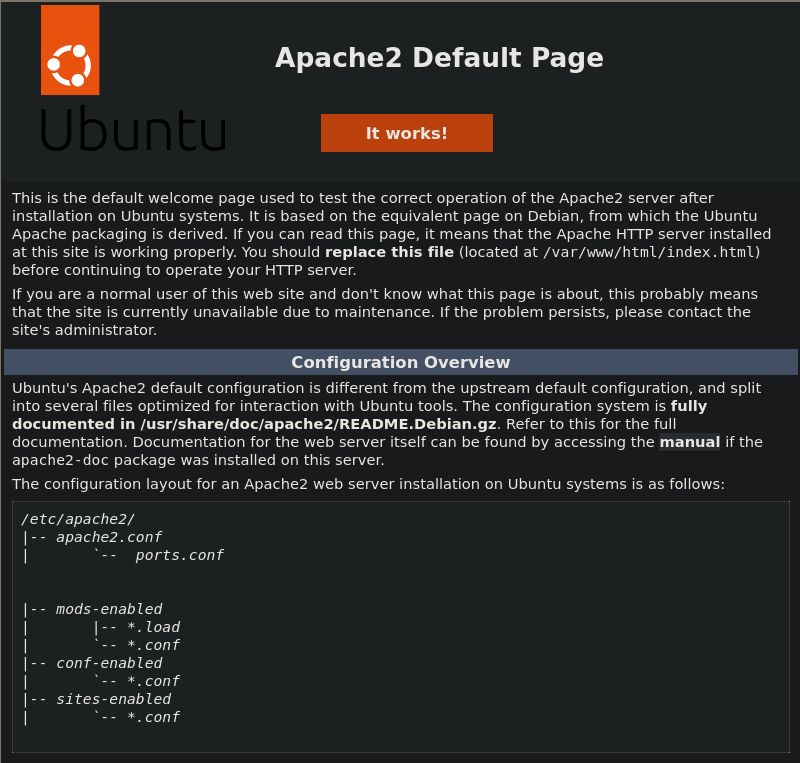 Apache2 Default Page
Ubuntu
It works!
This is the default welcome page used to test the correct operation of the Apache2 server after
installation on Ubuntu systems. It is based on the equivalent page on Debian, from which the Ubuntu
Apache packaging is derived. If you can read this page, it means that the Apache HTTP server installed
at this site is working properly. You should replace this file (located at /var/www/html/index.html)
before continuing to operate your HTTP server.
If you are a normal user of this web site and don't know what this page is about, this probably means
that the site is currently unavailable due to maintenance. If the problem persists, please contact the
site's administrator.
Configuration Overview
Ubuntu's Apache2 default configuration is different from the upstream default configuration, and split
into several files optimized for interaction with Ubuntu tools. The configuration system is fully
documented in /usr/share/doc/apache2/README.Debian.gz. Refer to this for the full
documentation. Documentation for the web server itself can be found by accessing the manual if the
apache2-doc package was installed on this server.
The configuration layout for an Apache2 web server installation on Ubuntu systems is as follows:
/etc/apache2/
|-- apache2.conf
|       `--  ports.conf
|-- mods-enabled
|       |-- *.load
|       `-- *.conf
|-- conf-enabled
|       `-- *.conf
|-- sites-enabled
|       `-- *.conf